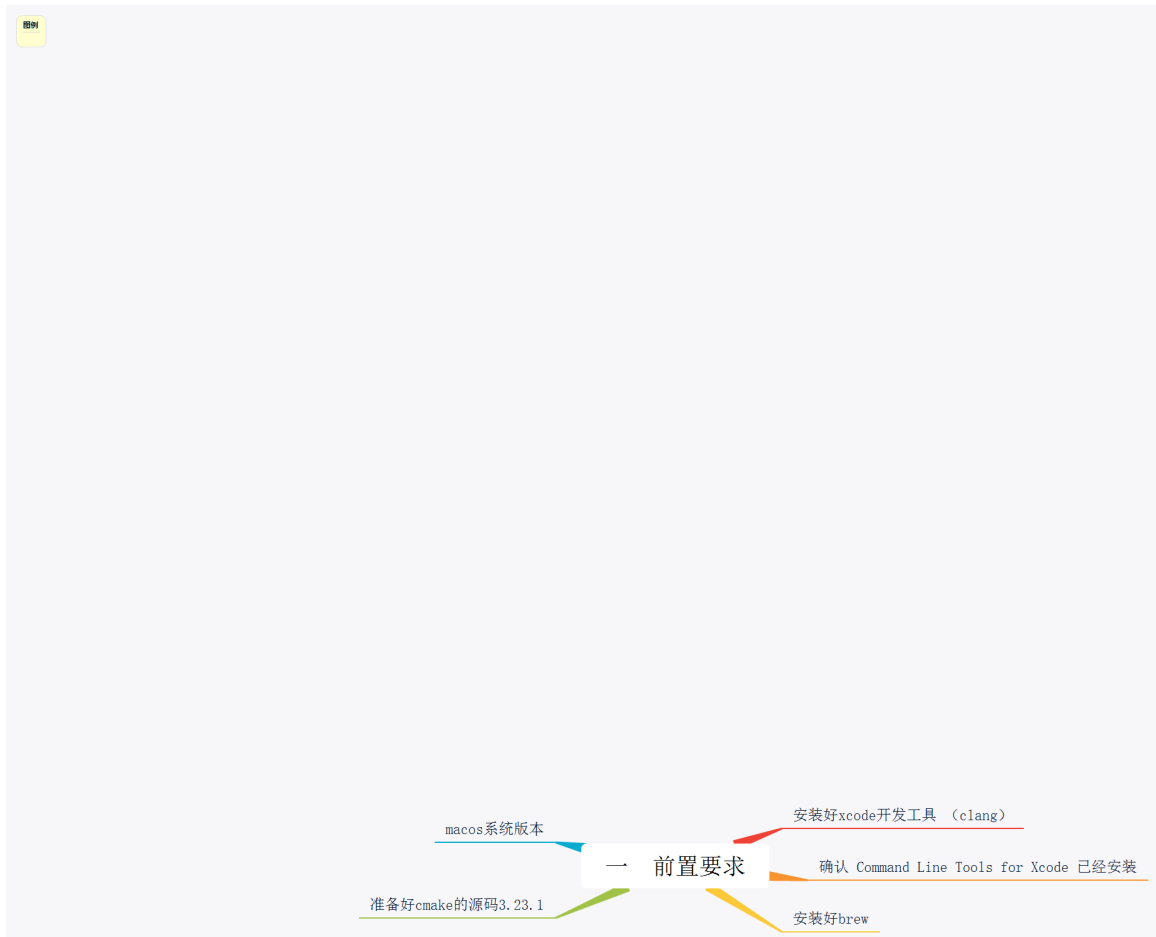 图例
安装好xcode开发工具 （clang）
macos系统版本
一 前置要求
确认 Command Line Tools for Xcode 已经安装
准备好cmake的源码3.23.1
安装好brew